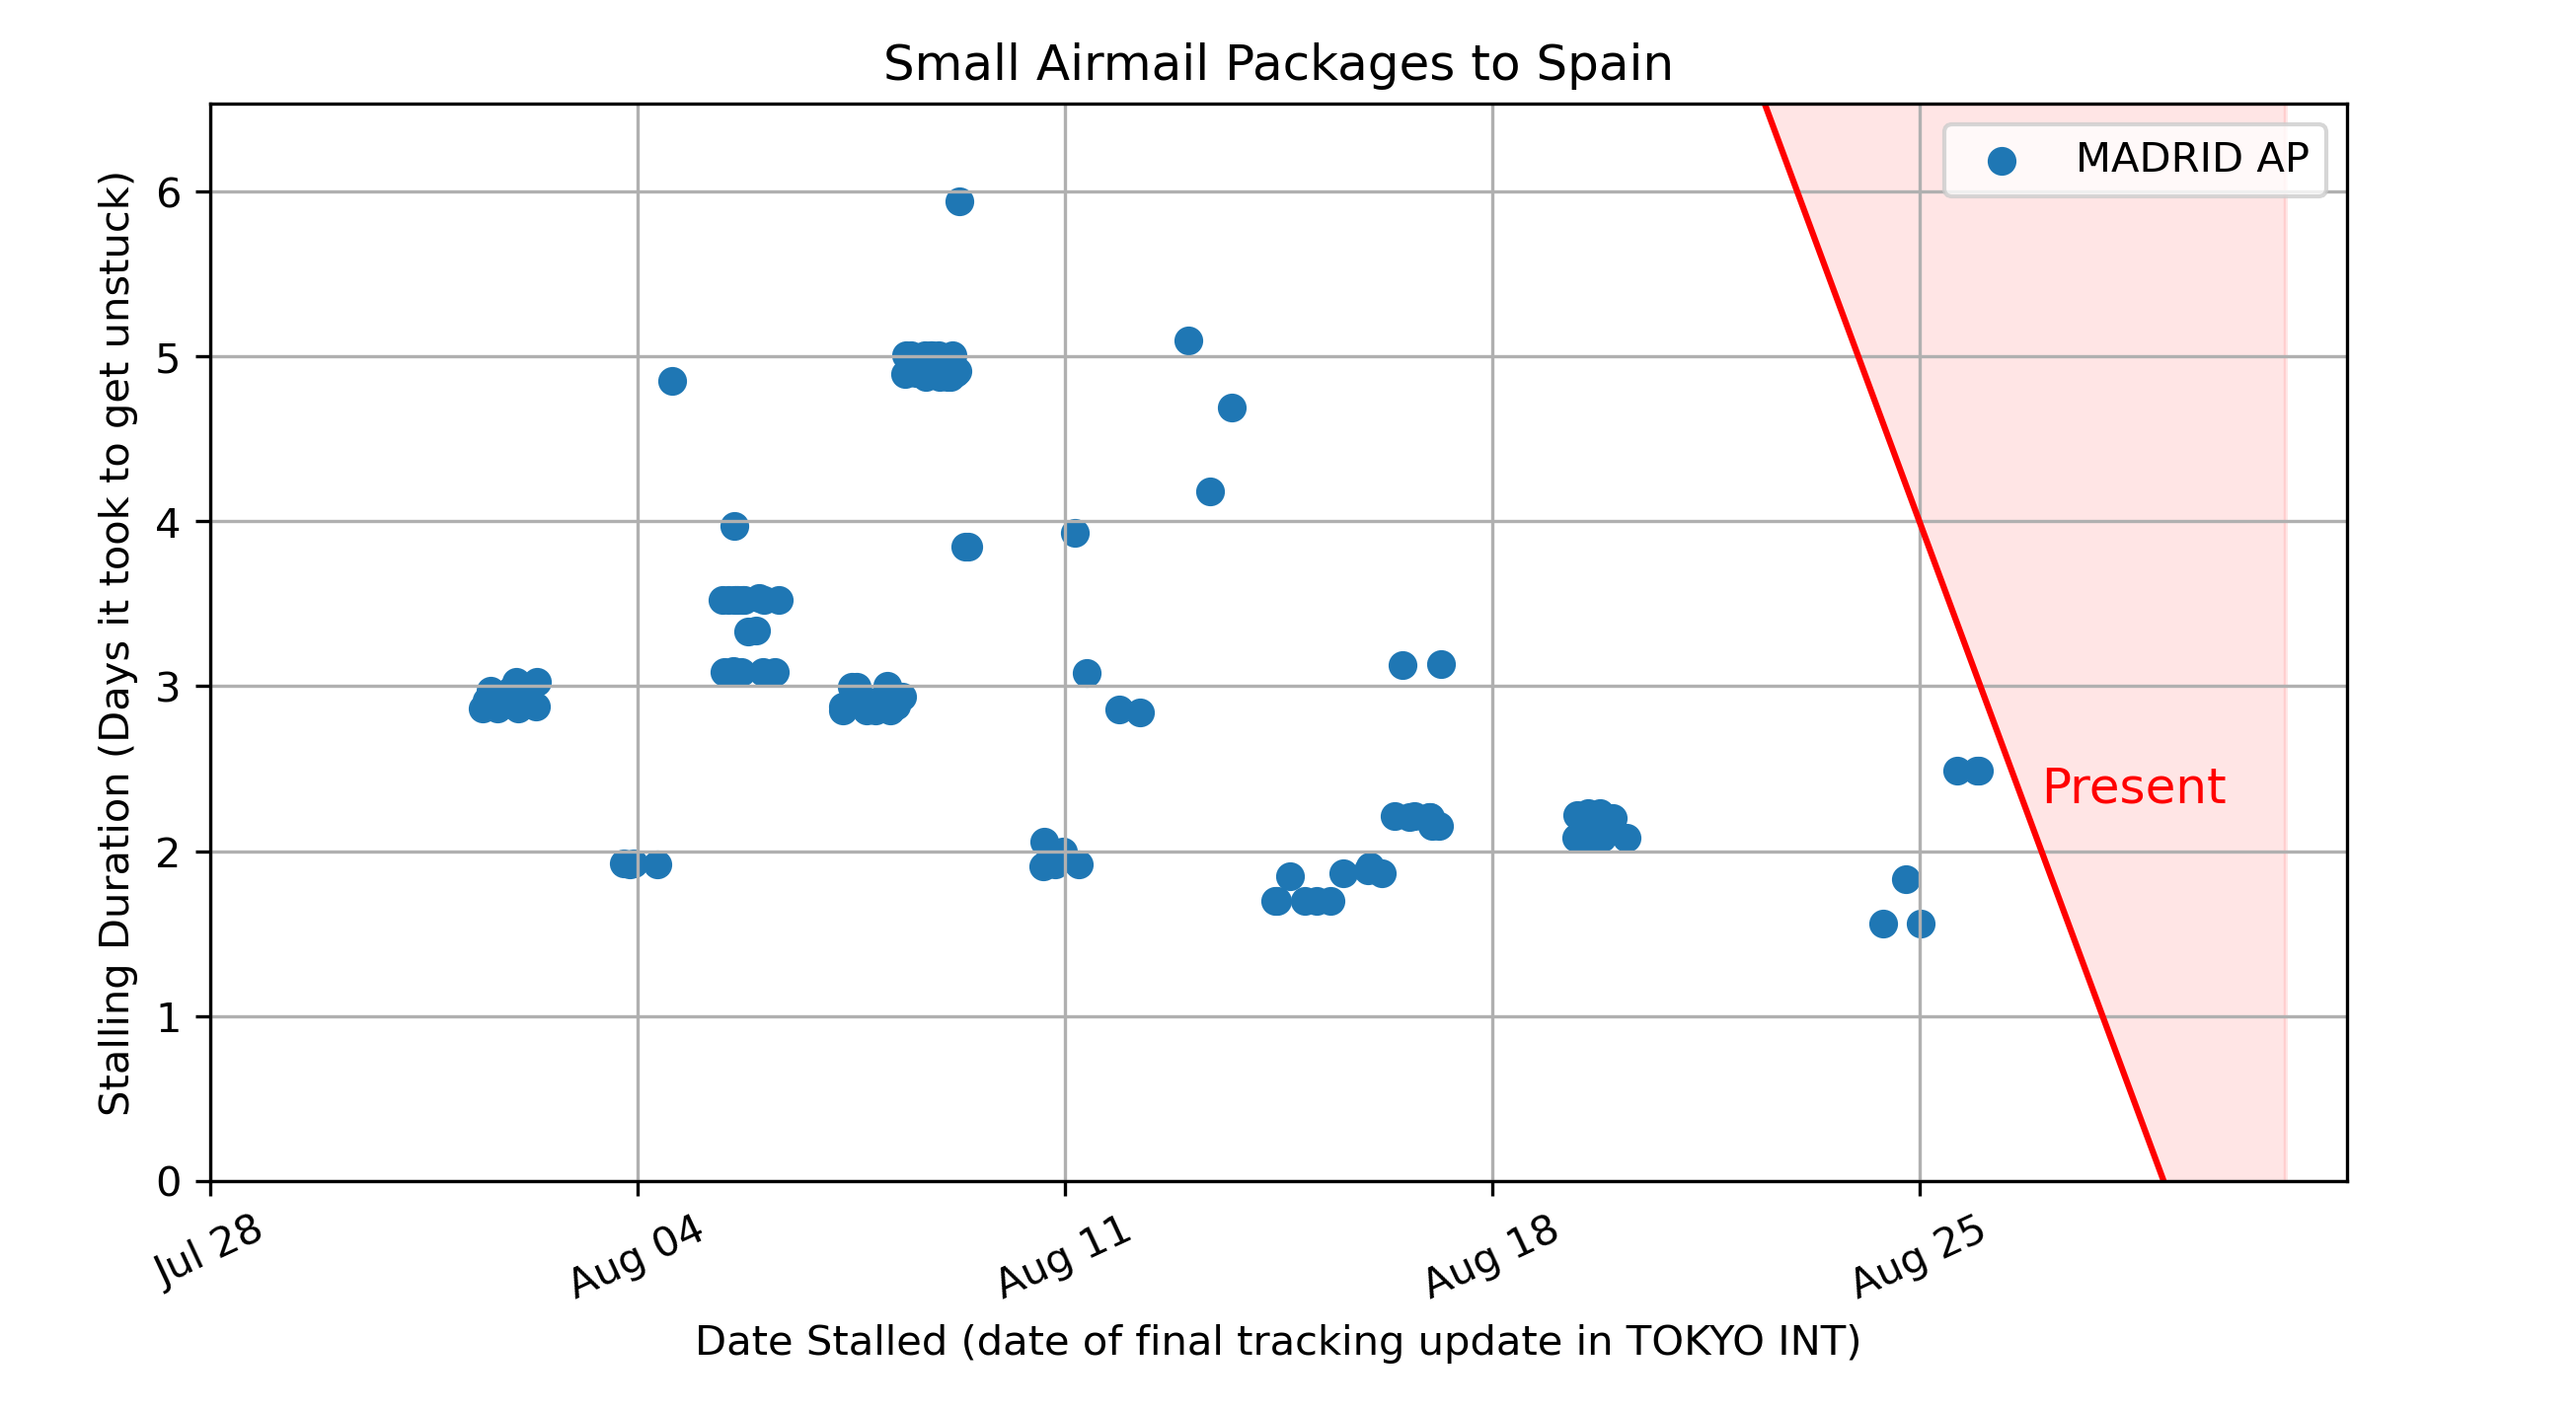 Small Airmail Packages to Spain
MADRID AP
Stalling Duration (Days it took to get unstuck)
6
5
4
3
2
1
0
Present
Jul 28
Aug 04
Aug 11
Aug 18
Aug 25
Date Stalled (date of final tracking update in TOKYO INT)